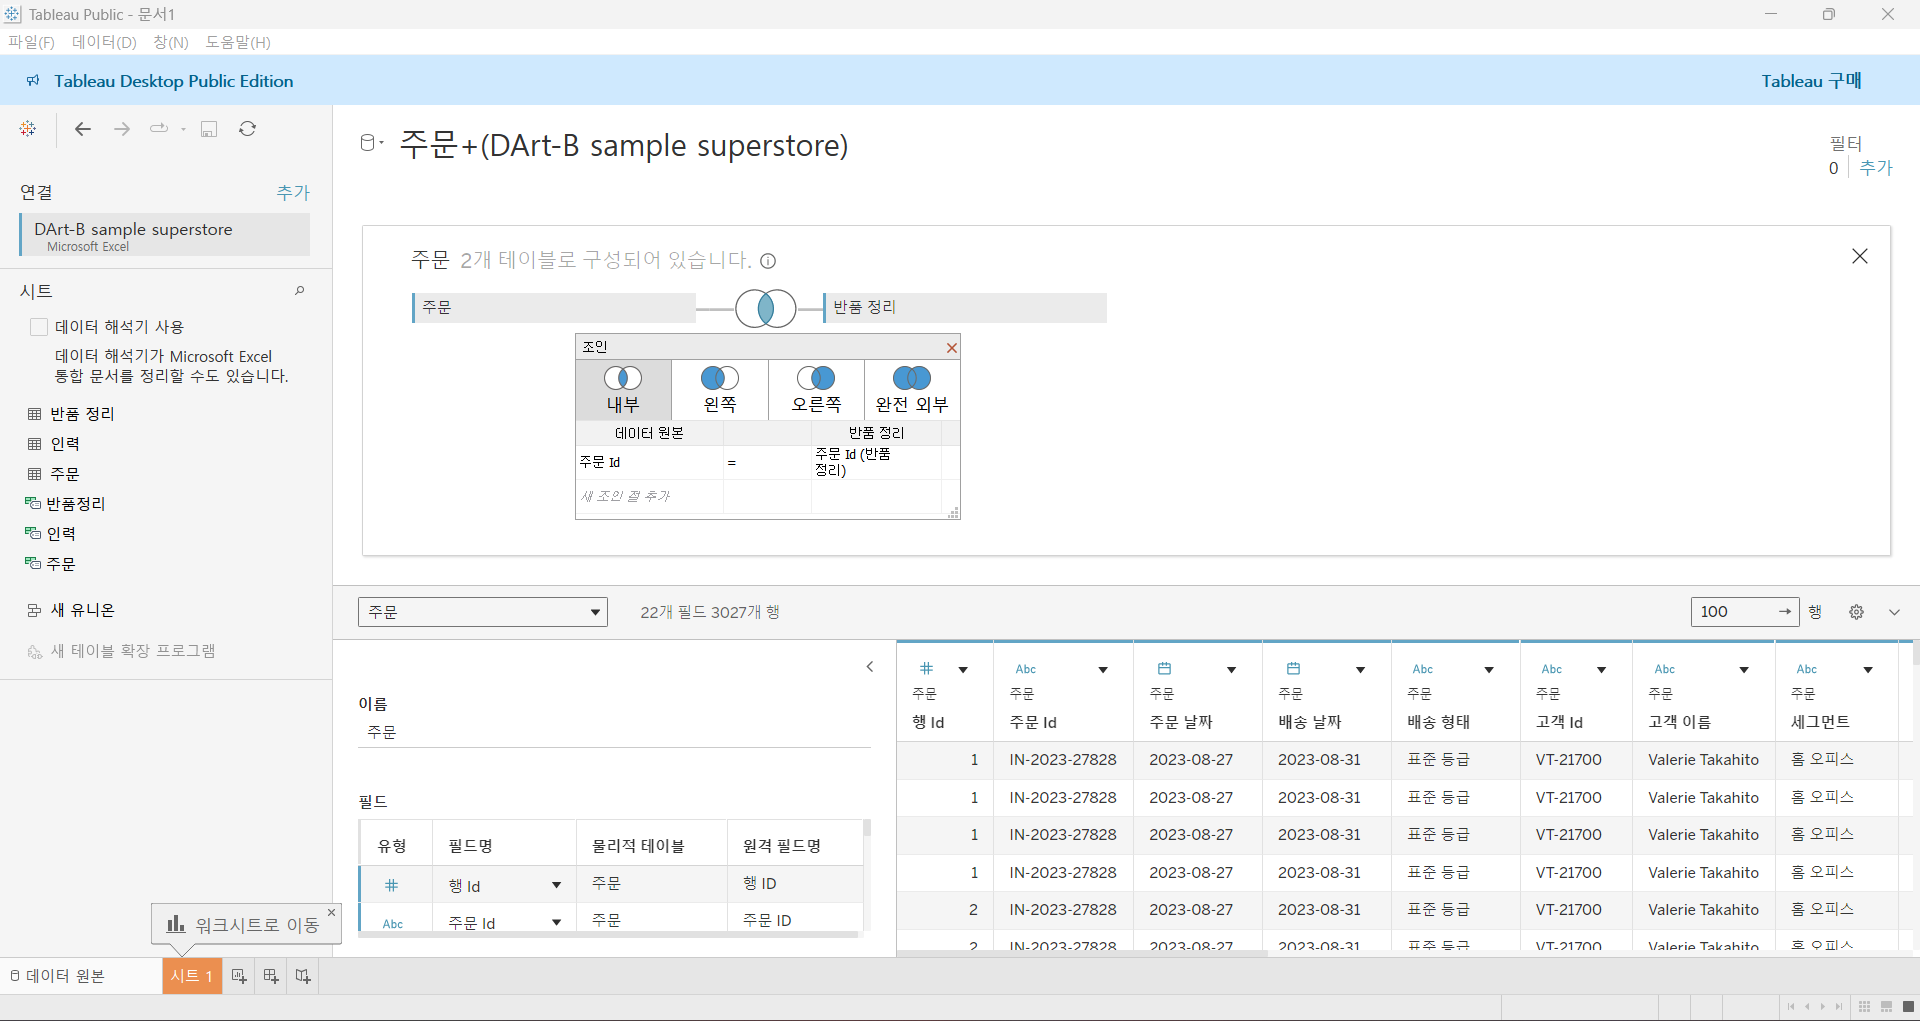 Tableau Public - 문서1
파일(F) 데이터(D) 창(N) 도움말(H)
Tableau Desktop Public Edition
Tableau 구매
연결 추가
DArt-B sample superstore
Microsoft Excel
시트
데이터 해석기 사용
데이터 해석기가 Microsoft Excel
통합 문서를 정리할 수도 있습니다.
반품 정리
인력
주문
반품정리
인력
주문
새 유니온
새 테이블 확장 프로그램
주문+(DArt-B sample superstore)
필터
0 추가
주문 2개 테이블로 구성되어 있습니다.
주문 반품 정리
조인
내부 왼쪽 오른쪽 완전 외부
데이터 원본 반품 정리
주문 Id = 주문 Id (반품
정리)
새 조인 절 추가
주문 22개 필드 3027개 행 100 행
이름
주문
필드
유형 필드명 물리적 테이블 원격 필드명
행 Id 주문 행 ID
Abc 주문 Id 주문 주문 ID
Abc Abc Abc Abc Abc
주문 주문 주문 주문 주문 주문 주문 주문
행 Id 주문 Id 주문 날짜 배송 날짜 배송 형태 고객 Id 고객 이름 세그먼트
1 IN-2023-27828 2023-08-27 2023-08-31 표준 등급 VT-21700 Valerie Takahito 홈 오피스
1 IN-2023-27828 2023-08-27 2023-08-31 표준 등급 VT-21700 Valerie Takahito 홈 오피스
1 IN-2023-27828 2023-08-27 2023-08-31 표준 등급 VT-21700 Valerie Takahito 홈 오피스
1 IN-2023-27828 2023-08-27 2023-08-31 표준 등급 VT-21700 Valerie Takahito 홈 오피스
2 IN-2023-27828 2023-08-27 2023-08-31 표준 등급 VT-21700 Valerie Takahito 홈 오피스
2 IN-2023-27828 2023-08-27 2023-08-31 표준 등급 VT-21700 Valerie Takahito 홈 오피스
워크시트로 이동
데이터 원본 시트 1